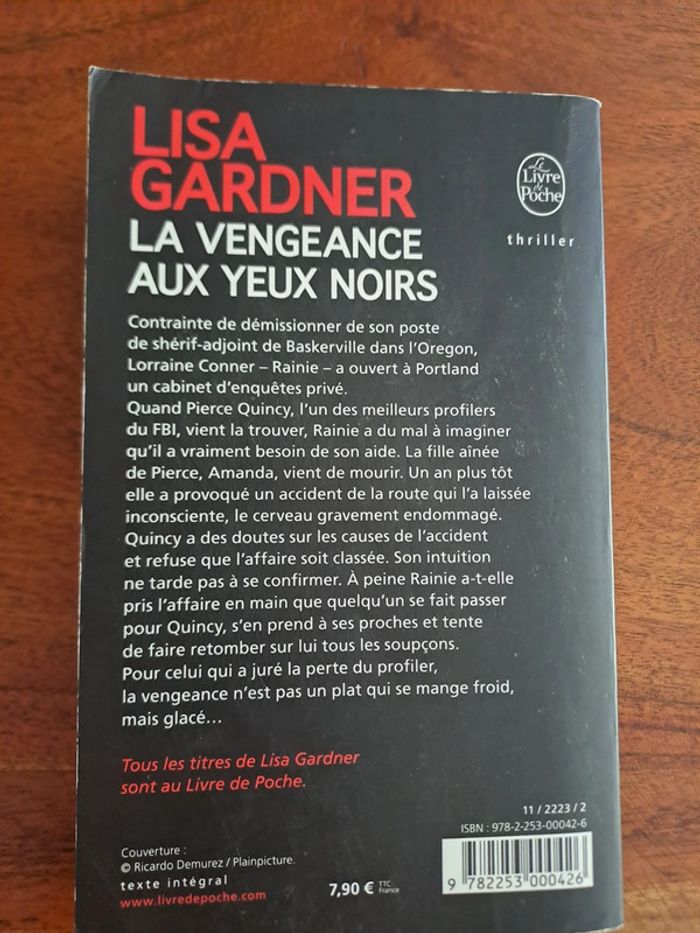 LISA
GARDNER
LA VENGEANCE
AUX YEUX NOIRS
Le
Livre
de
Poche
thriller
Contrainte de démissionner de son poste
de shérif-adjoint de Baskerville dans l'Oregon,
Lorraine Conner – Rainie – a ouvert à Portland
un cabinet d'enquêtes privé.
Quand Pierce Quincy, l'un des meilleurs profilers
du FBI, vient la trouver, Rainie a du mal à imaginer
qu'il a vraiment besoin de son aide. La fille aînée
de Pierce, Amanda, vient de mourir. Un an plus tôt
elle a provoqué un accident de la route qui l'a laissée
inconsciente, le cerveau gravement endommagé.
Quincy a des doutes sur les causes de l'accident
et refuse que l'affaire soit classée. Son intuition
ne tarde pas à se confirmer. À peine Rainie a-t-elle
pris l'affaire en main que quelqu'un se fait passer
pour Quincy, s'en prend à ses proches et tente
de faire retomber sur lui tous les soupçons.
Pour celui qui a juré la perte du profiler,
la vengeance n'est pas un plat qui se mange froid,
mais glacé…
Tous les titres de Lisa Gardner
sont au Livre de Poche.
Couverture :
© Ricardo Demurez / Plainpicture.
texte intégral
www.livredepoche.com
7,90 € TTC
France
11 / 2223 / 2
ISBN : 978-2-253-00042-6
9 782253 000426